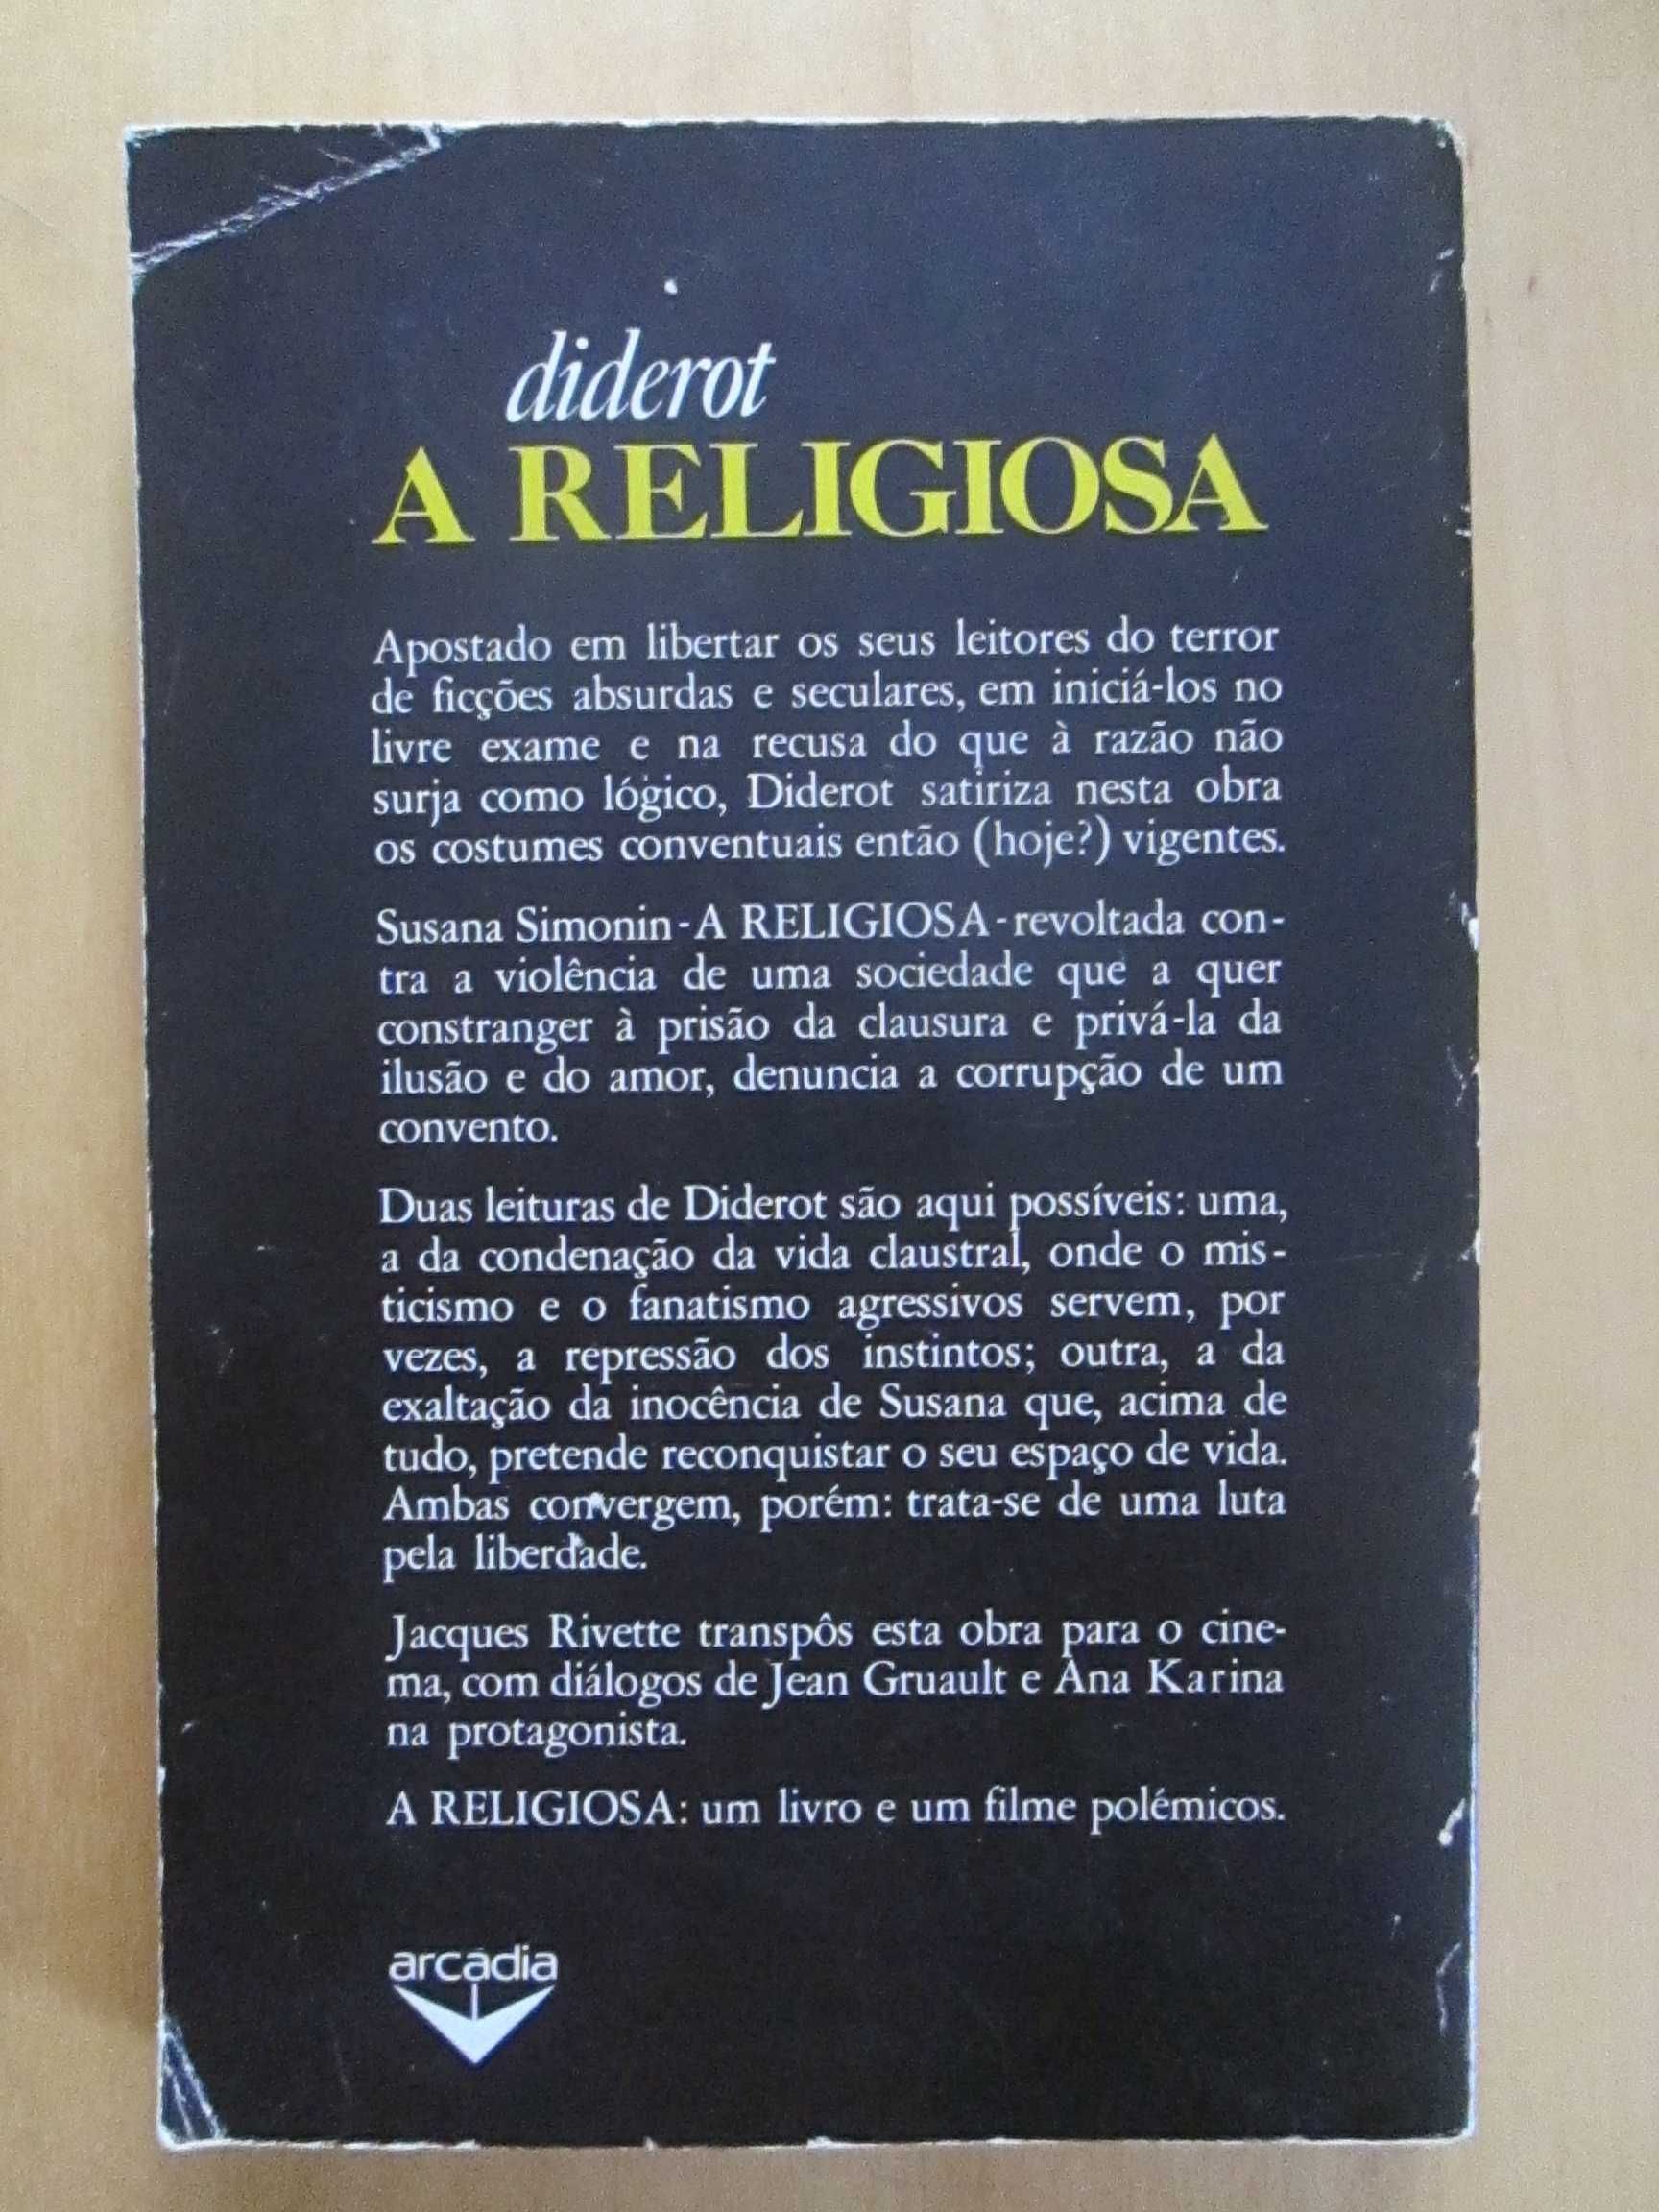 diderot
A RELIGIOSA
Apostado em libertar os seus leitores do terror
de ficções absurdas e seculares, em iniciá-los no
livre exame e na recusa do que à razão não
surja como lógico, Diderot satiriza nesta obra
os costumes conventuais então (hoje?) vigentes.
Susana Simonin - A RELIGIOSA - revoltada con-
tra a violência de uma sociedade que a quer
constranger à prisão da clausura e privá-la da
ilusão e do amor, denuncia a corrupção de um
convento.
Duas leituras de Diderot são aqui possíveis: uma,
a da condenação da vida claustral, onde o mis-
ticismo e o fanatismo agressivos servem, por
vezes, a repressão dos instintos; outra, a da
exaltação da inocência de Susana que, acima de
tudo, pretende reconquistar o seu espaço de vida.
Ambas convergem, porém: trata-se de uma luta
pela liberdade.
Jacques Rivette transpôs esta obra para o cine-
ma, com diálogos de Jean Gruault e Ana Karina
na protagonista.
A RELIGIOSA: um livro e um filme polémicos.
arcádia